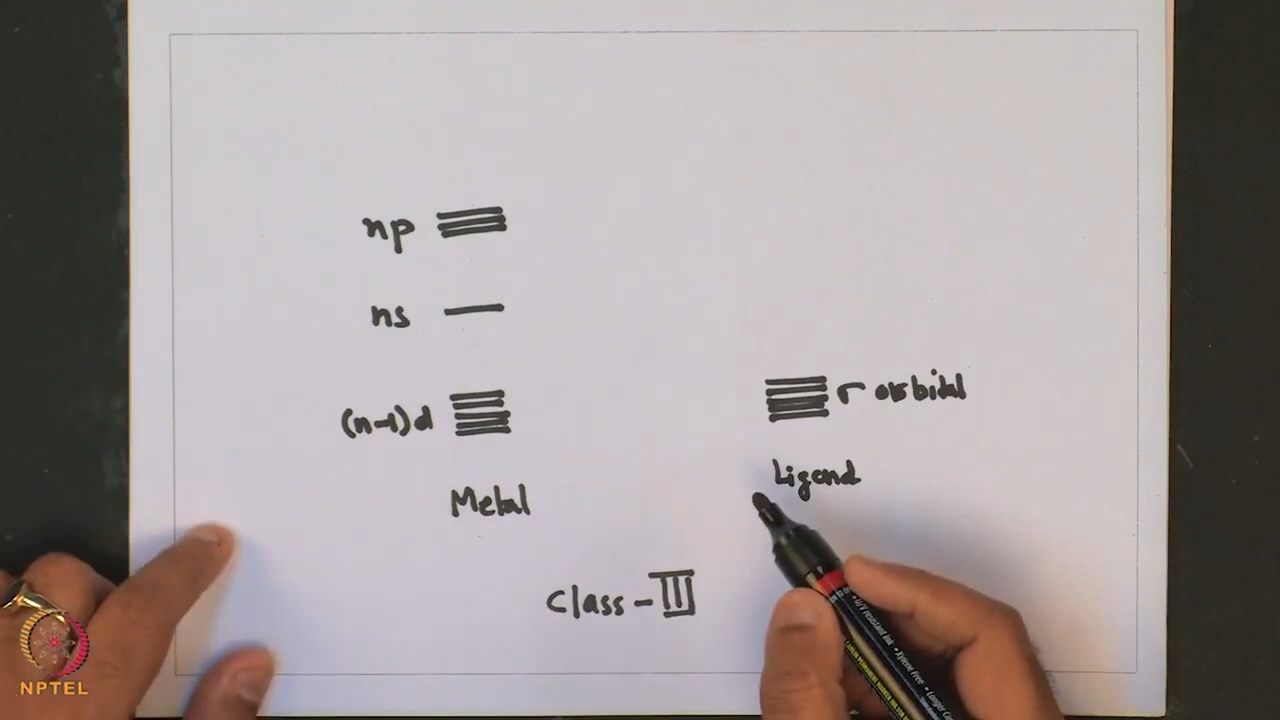 np
ns
(n-1)d
σ orbital
Metal
Ligand
Class - III
NPTEL